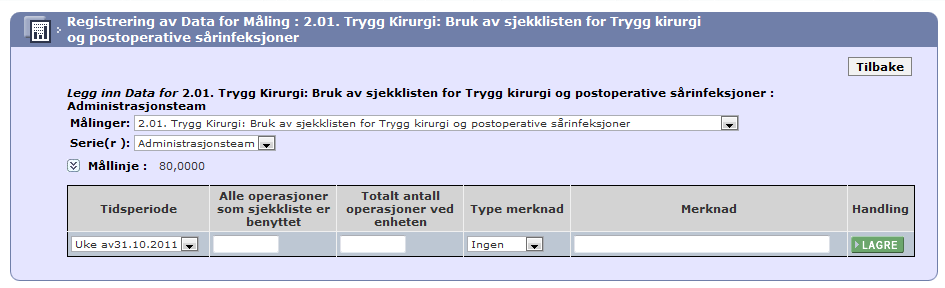 Registrering av Data for Måling : 2.01. Trygg Kirurgi: Bruk av sjekklisten for Trygg kirurgi
og postoperative sårinfeksjoner
Tilbake
Legg inn Data for 2.01. Trygg Kirurgi: Bruk av sjekklisten for Trygg kirurgi og postoperative sårinfeksjoner :
Administrasjonsteam
Målinger: 2.01. Trygg Kirurgi: Bruk av sjekklisten for Trygg kirurgi og postoperative sårinfeksjoner
Serie(r ): Administrasjonsteam
Mållinje : 80,0000
Tidsperiode
Alle operasjoner
som sjekkliste er
benyttet
Totalt antall
operasjoner ved
enheten
Type merknad
Merknad
Handling
Uke av31.10.2011
Ingen
LAGRE